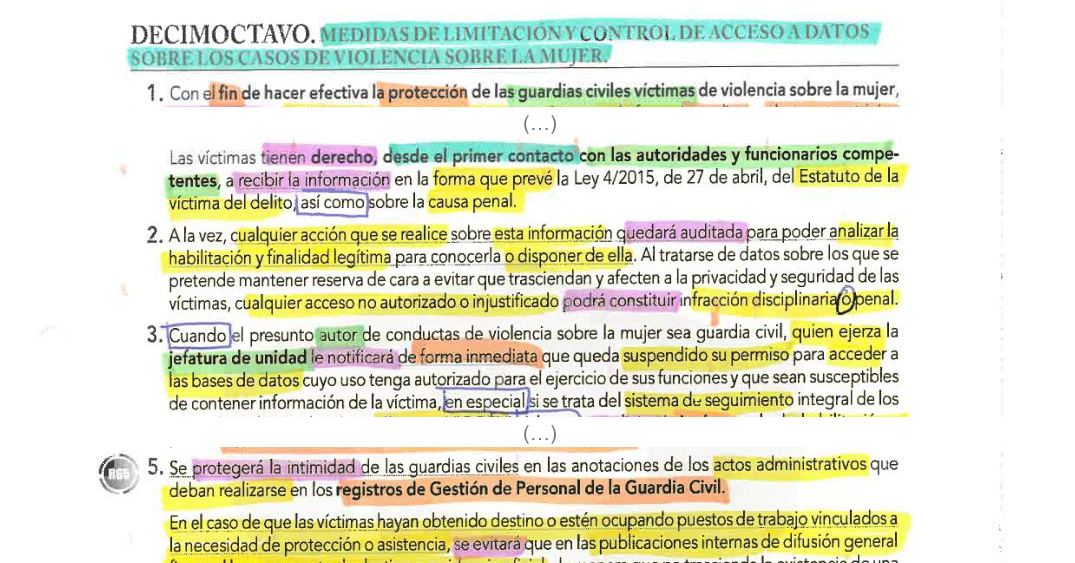 DECIMOCTAVO. MEDIDAS DE LIMITACIÓN Y CONTROL DE ACCESO A DATOS
SOBRE LOS CASOS DE VIOLENCIA SOBRE LA MUJER.
1. Con el fin de hacer efectiva la protección de las guardias civiles víctimas de violencia sobre la mujer,
(...)
Las víctimas tienen derecho, desde el primer contacto con las autoridades y funcionarios compe-
tentes, a recibir la información en la forma que prevé la Ley 4/2015, de 27 de abril, del Estatuto de la
víctima del delito, así como sobre la causa penal.
2. A la vez, cualquier acción que se realice sobre esta información quedará auditada para poder analizar la
habilitación y finalidad legítima para conocerla o disponer de ella. Al tratarse de datos sobre los que se
pretende mantener reserva de cara a evitar que trasciendan y afecten a la privacidad y seguridad de las
víctimas, cualquier acceso no autorizado o injustificado podrá constituir infracción disciplinaria o penal.
3. Cuando el presunto autor de conductas de violencia sobre la mujer sea guardia civil, quien ejerza la
jefatura de unidad le notificará de forma inmediata que queda suspendido su permiso para acceder a
las bases de datos cuyo uso tenga autorizado para el ejercicio de sus funciones y que sean susceptibles
de contener información de la víctima, en especial si se trata del sistema de seguimiento integral de los
(...)
RGS
5. Se protegerá la intimidad de las guardias civiles en las anotaciones de los actos administrativos que
deban realizarse en los registros de Gestión de Personal de la Guardia Civil.
En el caso de que las víctimas hayan obtenido destino o estén ocupando puestos de trabajo vinculados a
la necesidad de protección o asistencia, se evitará que en las publicaciones internas de difusión general